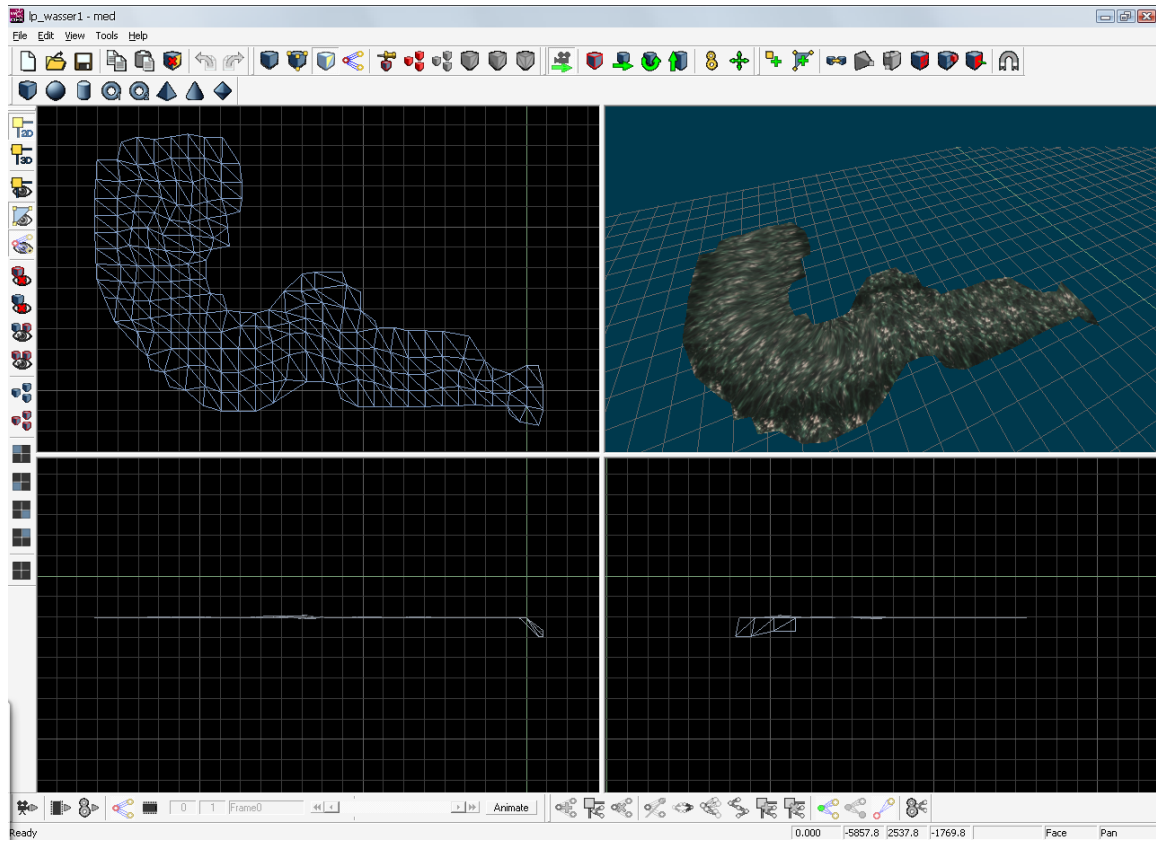 lp_wasser1 - med
File Edit View Tools Help
2D
3D
0 1 Frame0 Animate
Ready 0.000 -5857.8 2537.8 -1769.8 Face Pan